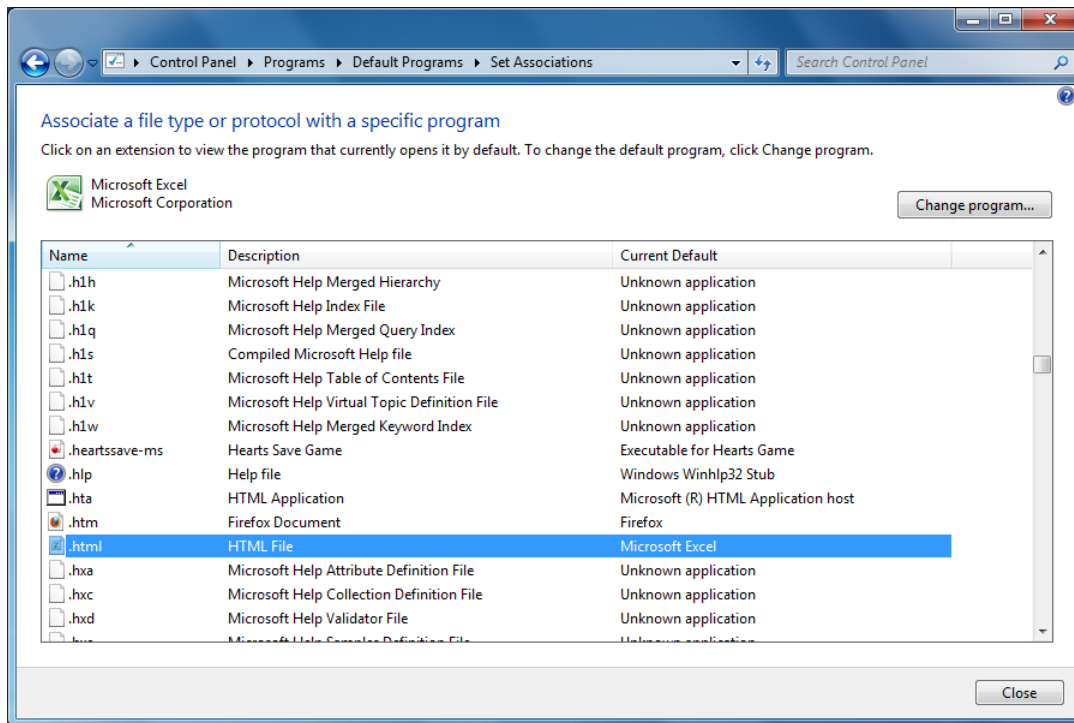 Control Panel Programs Default Programs Set Associations Search Control Panel
Associate a file type or protocol with a specific program
Click on an extension to view the program that currently opens it by default. To change the default program, click Change program.
Microsoft Excel
Microsoft Corporation
Change program...
Name Description Current Default
.h1h Microsoft Help Merged Hierarchy Unknown application
.h1k Microsoft Help Index File Unknown application
.h1q Microsoft Help Merged Query Index Unknown application
.h1s Compiled Microsoft Help file Unknown application
.h1t Microsoft Help Table of Contents File Unknown application
.h1v Microsoft Help Virtual Topic Definition File Unknown application
.h1w Microsoft Help Merged Keyword Index Unknown application
.heartssave-ms Hearts Save Game Executable for Hearts Game
.hlp Help file Windows Winhlp32 Stub
.hta HTML Application Microsoft (R) HTML Application host
.htm Firefox Document Firefox
.html HTML File Microsoft Excel
.hxa Microsoft Help Attribute Definition File Unknown application
.hxc Microsoft Help Collection Definition File Unknown application
.hxd Microsoft Help Validator File Unknown application
Microsoft Help Samples Definition File Unknown application
Close